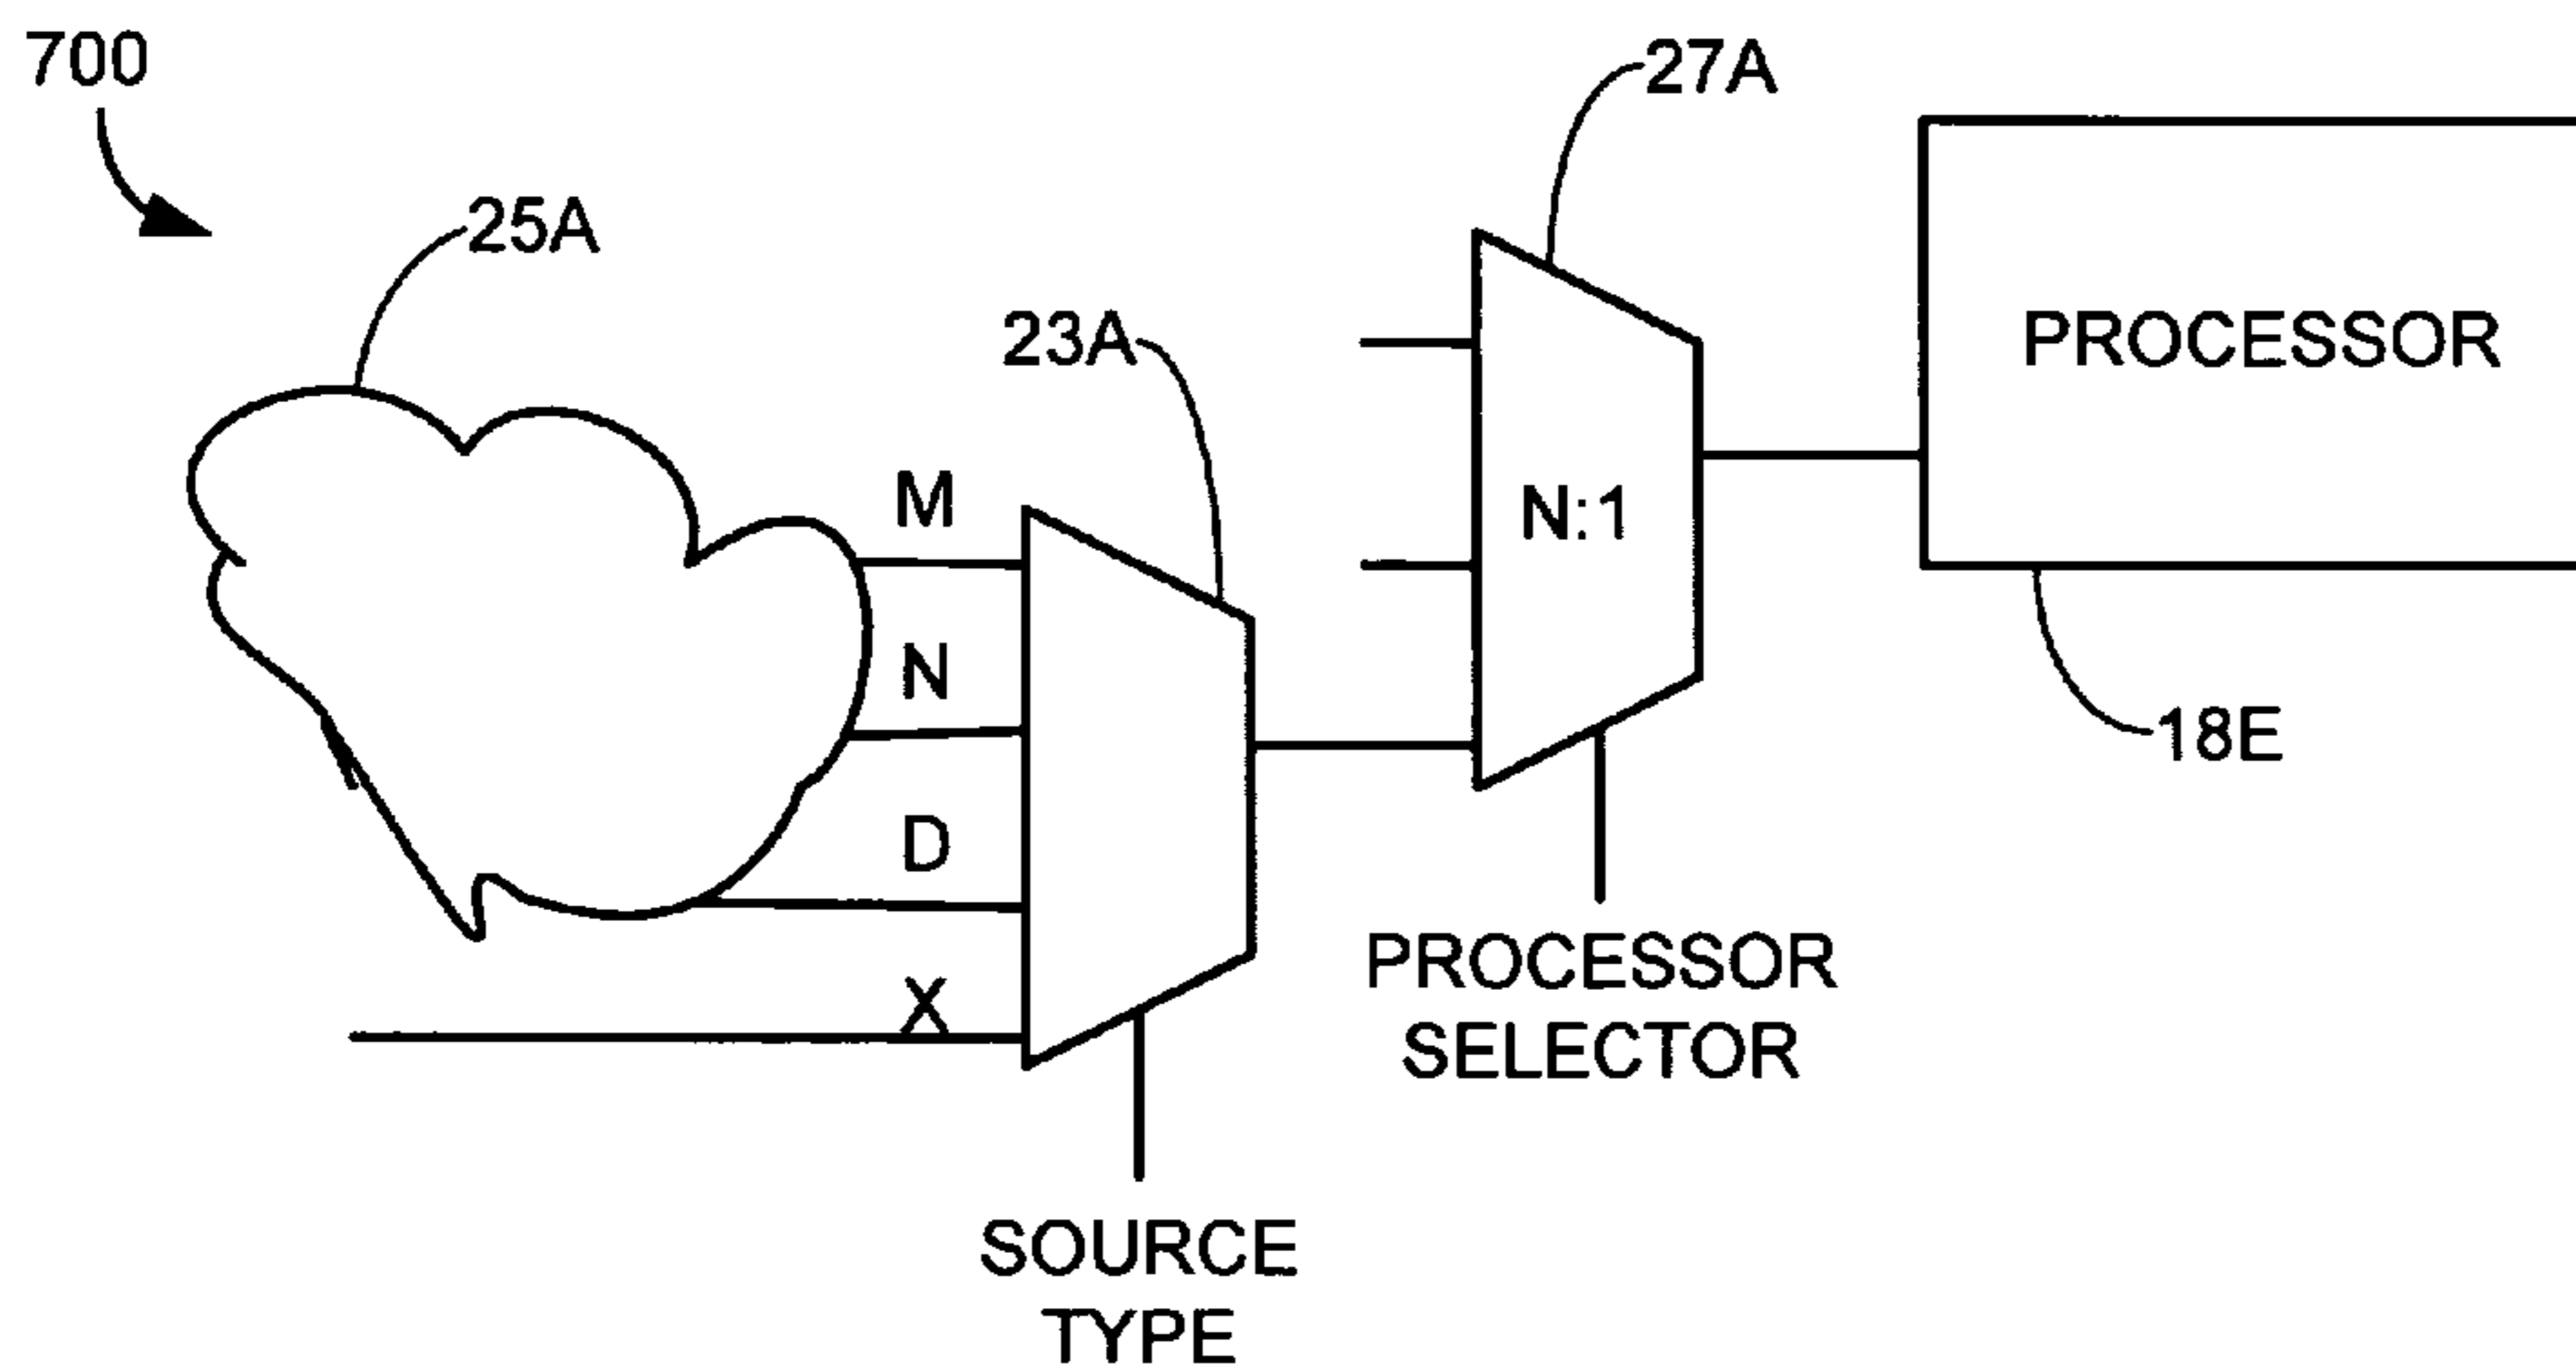 700
27A
25A
23A
PROCESSOR
M
N:1
N
18E
D
X
PROCESSOR
SELECTOR
SOURCE
TYPE